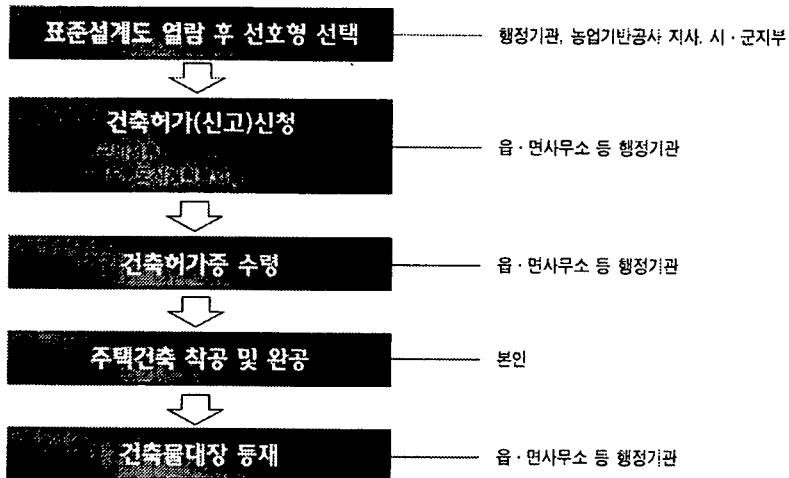 표준설계도 열람 후 선호형 선택
행정기관, 농업기반공사 지사, 시·군지부
건축허가(신고)신청
읍·면사무소 등 행정기관
건축허가증 수령
읍·면사무소 등 행정기관
주택건축 착공 및 완공
본인
건축물대장 등재
읍·면사무소 등 행정기관